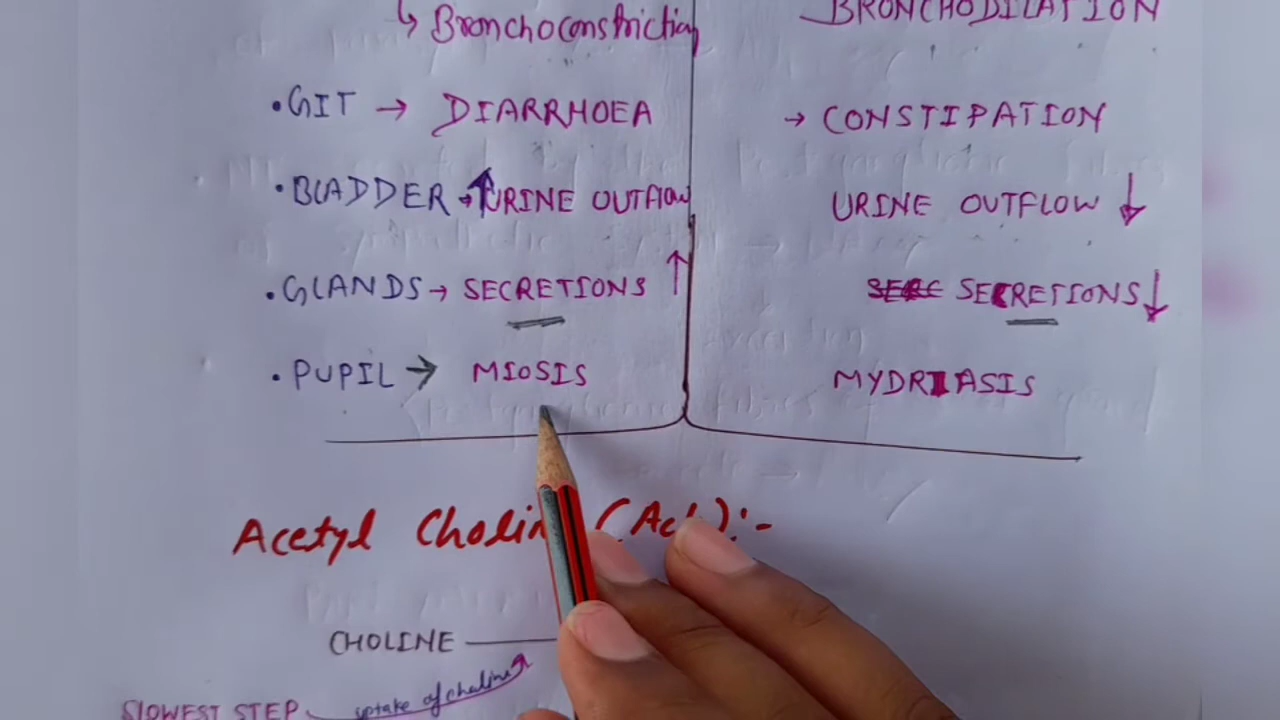 ↳ Bronchoconstriction BRONCHODILATION
• GIT → DIARRHOEA → CONSTIPATION
• BLADDER → ↑URINE OUTFLOW URINE OUTFLOW ↓
• GLANDS → SECRETIONS ↑ SECRETIONS ↓
• PUPIL → MIOSIS MYDRIASIS
Acetyl (Ach):-
CHOLINE
SLOWEST STEP uptake of choline